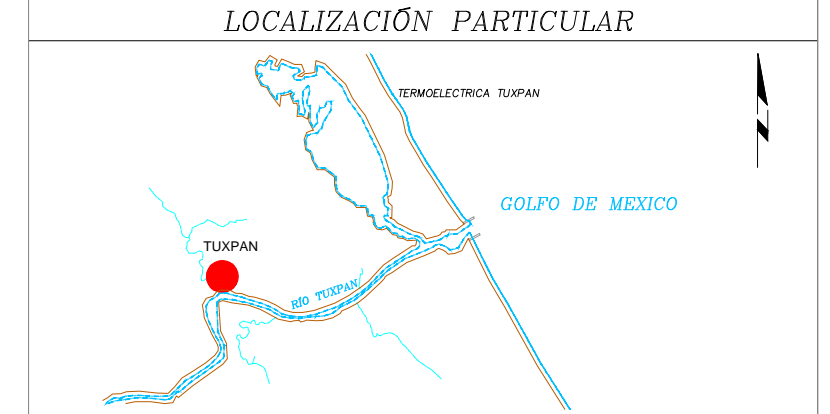 LOCALIZACIÓN PARTICULAR
TERMOELECTRICA TUXPAN
GOLFO DE MEXICO
TUXPAN
RÍO TUXPAN